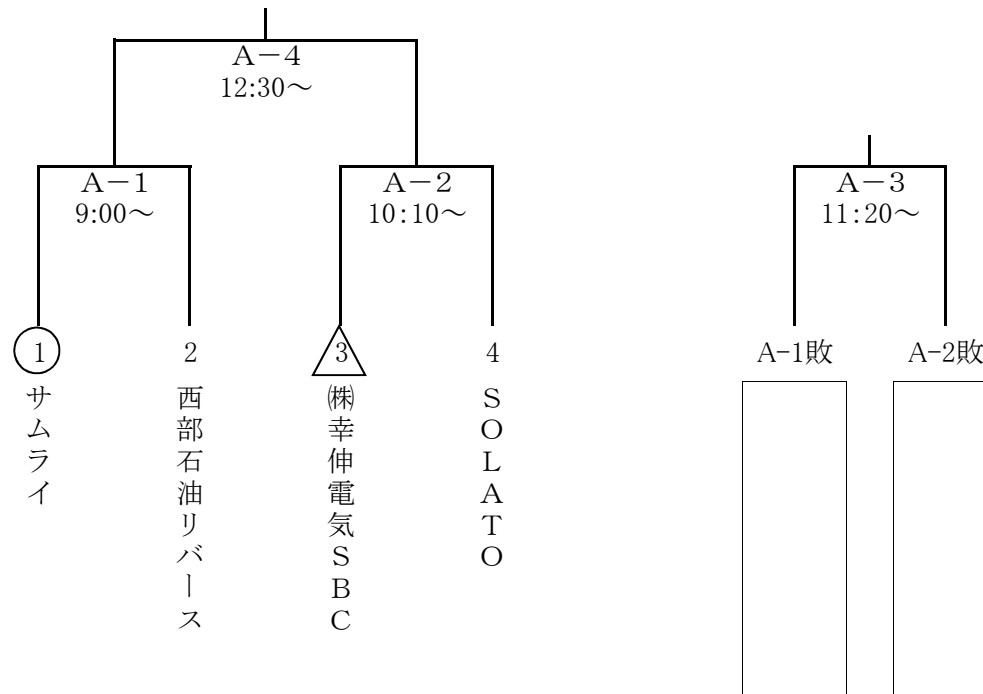 A－4
12:30～
A－1
9:00～
A－2
10:10～
A－3
11:20～
1
2
3
4
A-1敗
A-2敗
サムライ
西部石油リバース
㈱幸伸電気SBC
SOLATO